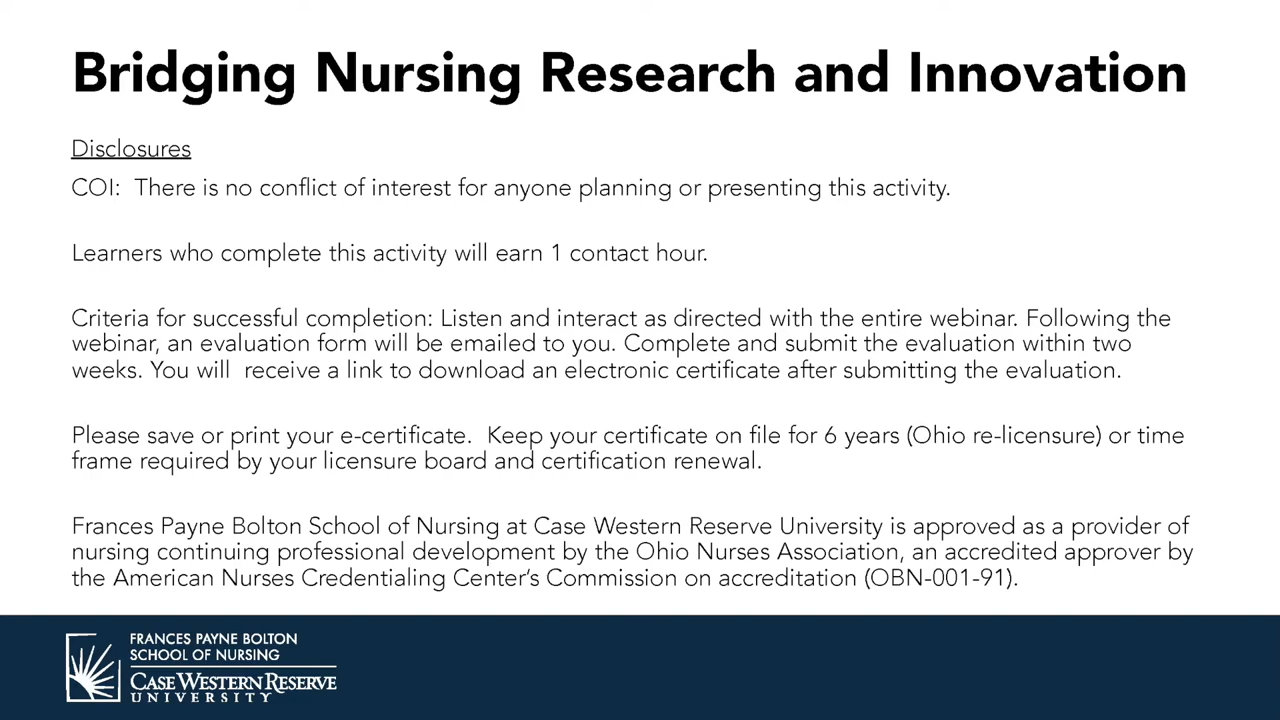 Bridging Nursing Research and Innovation
Disclosures
COI:  There is no conflict of interest for anyone planning or presenting this activity.
Learners who complete this activity will earn 1 contact hour.
Criteria for successful completion: Listen and interact as directed with the entire webinar. Following the
webinar, an evaluation form will be emailed to you. Complete and submit the evaluation within two
weeks. You will  receive a link to download an electronic certificate after submitting the evaluation.
Please save or print your e-certificate.  Keep your certificate on file for 6 years (Ohio re-licensure) or time
frame required by your licensure board and certification renewal.
Frances Payne Bolton School of Nursing at Case Western Reserve University is approved as a provider of
nursing continuing professional development by the Ohio Nurses Association, an accredited approver by
the American Nurses Credentialing Center's Commission on accreditation (OBN-001-91).
FRANCES PAYNE BOLTON
SCHOOL OF NURSING
CASE WESTERN RESERVE
UNIVERSITY